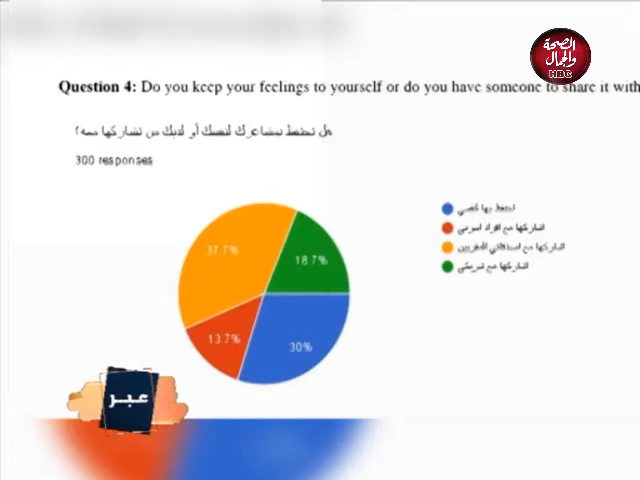 الصحة
والجمال
HBC
Question 4: Do you keep your feelings to yourself or do you have someone to share it with
هل تحتفظ بمشاعرك لنفسك أو لديك من تشاركها معه؟
300 responses
احتفظ بها لنفسي
اشاركها مع افراد اسرتي
اشاركها مع اصدقائي المقربين
اشاركها مع شريكي
37.7%
18.7%
13.7%
30%
عبر